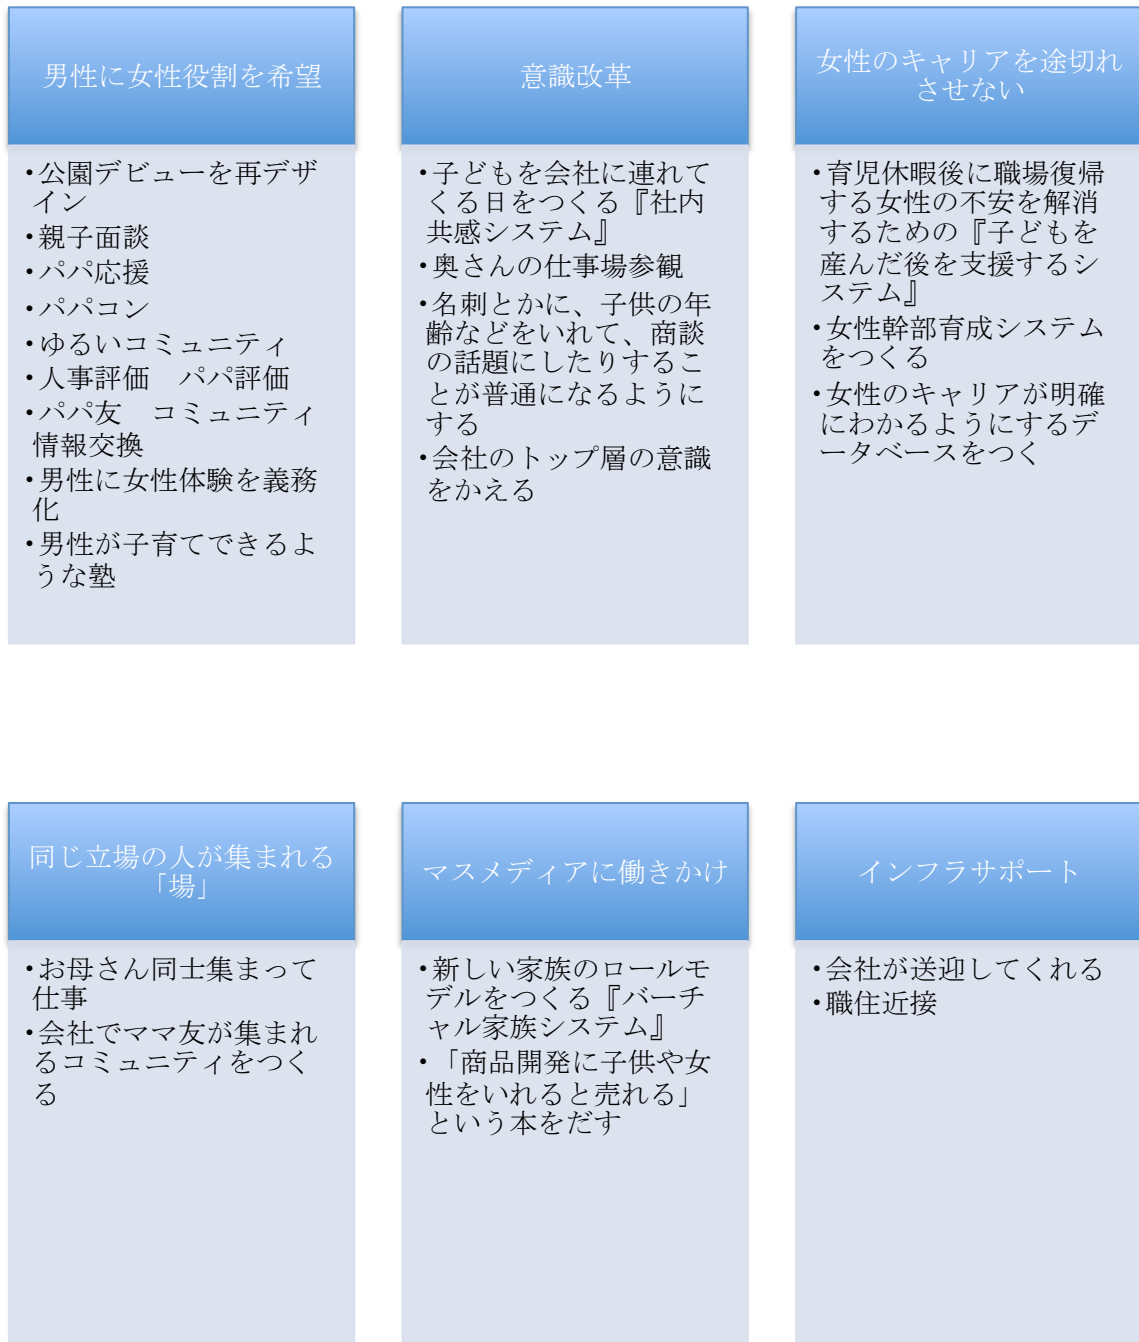 男性に女性役割を希望
・公園デビューを再デザ
イン
・親子面談
・パパ応援
・パパコン
・ゆるいコミュニティ
・人事評価　パパ評価
・パパ友　コミュニティ
情報交換
・男性に女性体験を義務
化
・男性が子育てできるよ
うな塾
意識改革
・子どもを会社に連れて
くる日をつくる『社内
共感システム』
・奥さんの仕事場参観
・名刺とかに、子供の年
齢などをいれて、商談
の話題にしたりするこ
とが普通になるように
する
・会社のトップ層の意識
をかえる
女性のキャリアを途切れ
させない
・育児休暇後に職場復帰
する女性の不安を解消
するための『子どもを
産んだ後を支援するシ
ステム』
・女性幹部育成システム
をつくる
・女性のキャリアが明確
にわかるようにするデ
ータベースをつく
同じ立場の人が集まれる
「場」
・お母さん同士集まって
仕事
・会社でママ友が集まれ
るコミュニティをつく
る
マスメディアに働きかけ
・新しい家族のロールモ
デルをつくる『バーチ
ャル家族システム』
・「商品開発に子供や女
性をいれると売れる」
という本をだす
インフラサポート
・会社が送迎してくれる
・職住近接